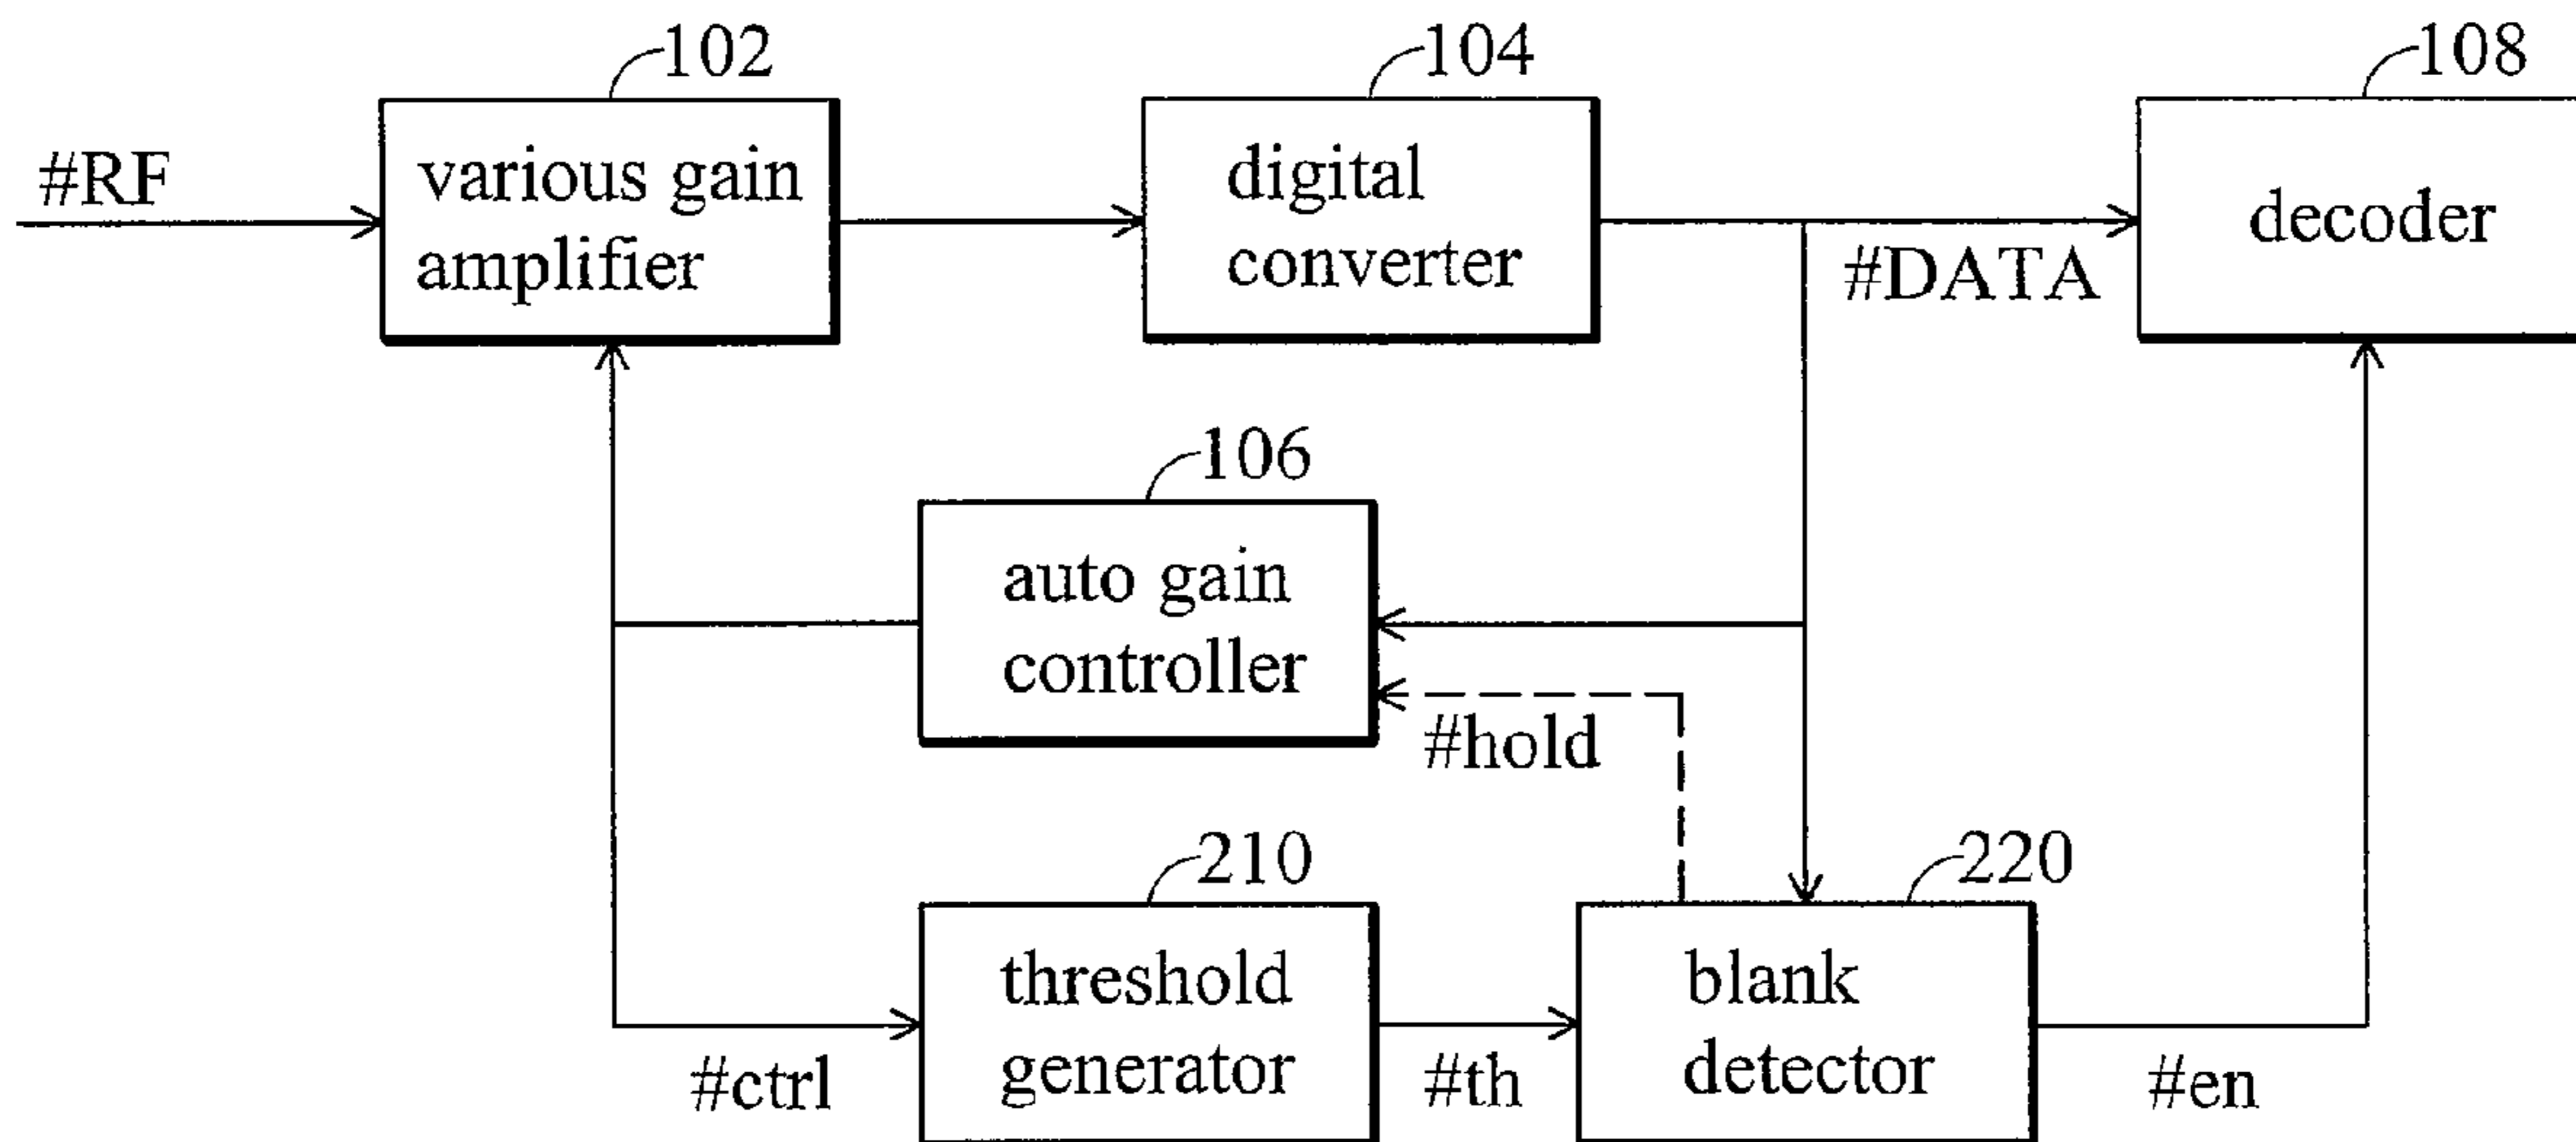 102
104
108
#RF
various gain
amplifier
digital
converter
decoder
#DATA
106
auto gain
controller
#hold
210
220
threshold
generator
blank
detector
#ctrl
#th
#en